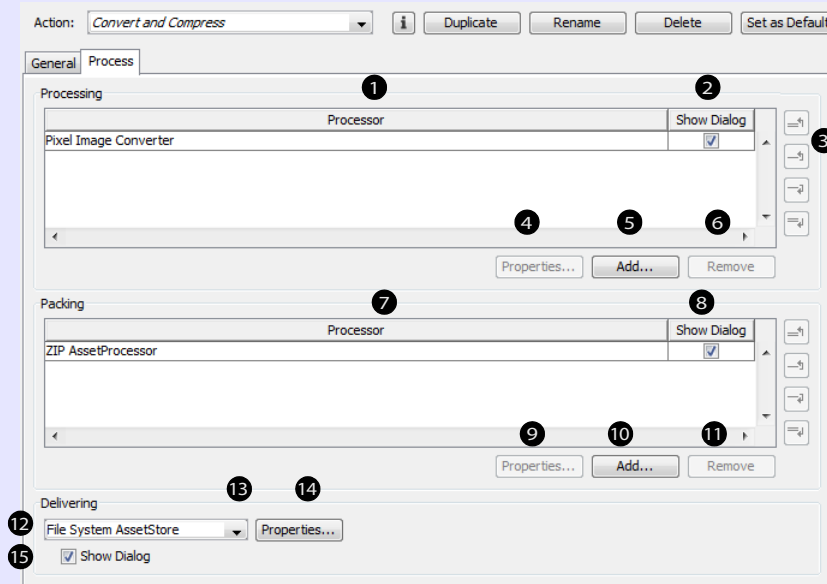 Action: Convert and Compress i Duplicate Rename Delete Set as Default
General Process
1 2
Processing
Processor Show Dialog
3
Pixel Image Converter
4 5 6
Properties... Add... Remove
7 8
Packing
Processor Show Dialog
ZIP AssetProcessor
9 10 11
Properties... Add... Remove
13 14
Delivering
12 File System AssetStore Properties...
15 Show Dialog